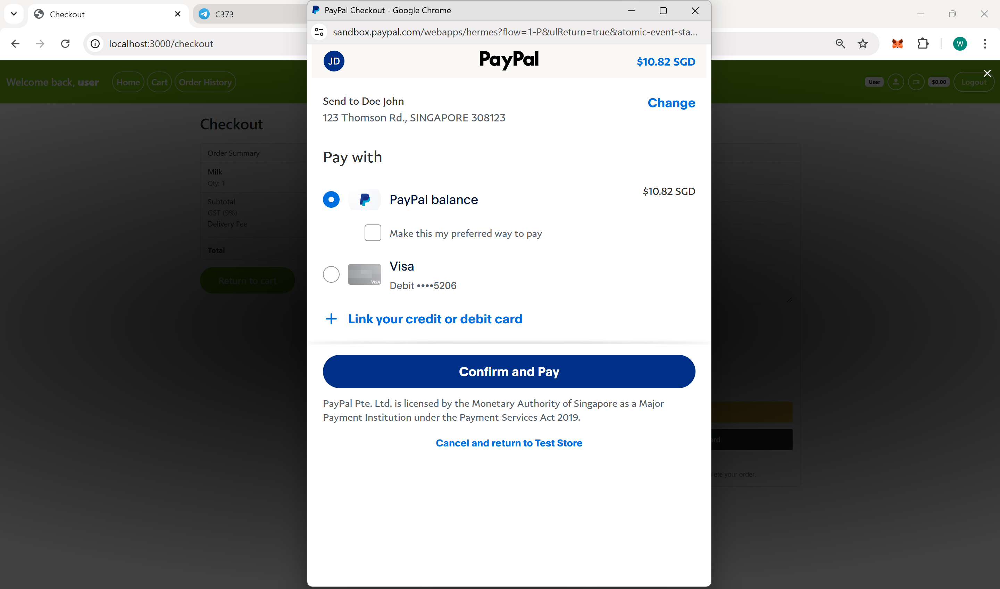 Checkout
C373
PayPal Checkout - Google Chrome
localhost:3000/checkout
sandbox.paypal.com/webapps/hermes?flow=1-P&ulReturn=true&atomic-event-sta...
W
Welcome back, user
Home
Cart
Order History
User
$0.00
Logout
JD
PayPal
$10.82 SGD
Send to Doe John
Change
123 Thomson Rd., SINGAPORE 308123
Pay with
PayPal balance
$10.82 SGD
Make this my preferred way to pay
VISA
Visa
Debit ••••5206
Link your credit or debit card
Confirm and Pay
PayPal Pte. Ltd. is licensed by the Monetary Authority of Singapore as a Major
Payment Institution under the Payment Services Act 2019.
Cancel and return to Test Store
Checkout
Order Summary
Milk
Qty: 1
Subtotal
GST (9%)
Delivery Fee
Total
Return to cart
your order.